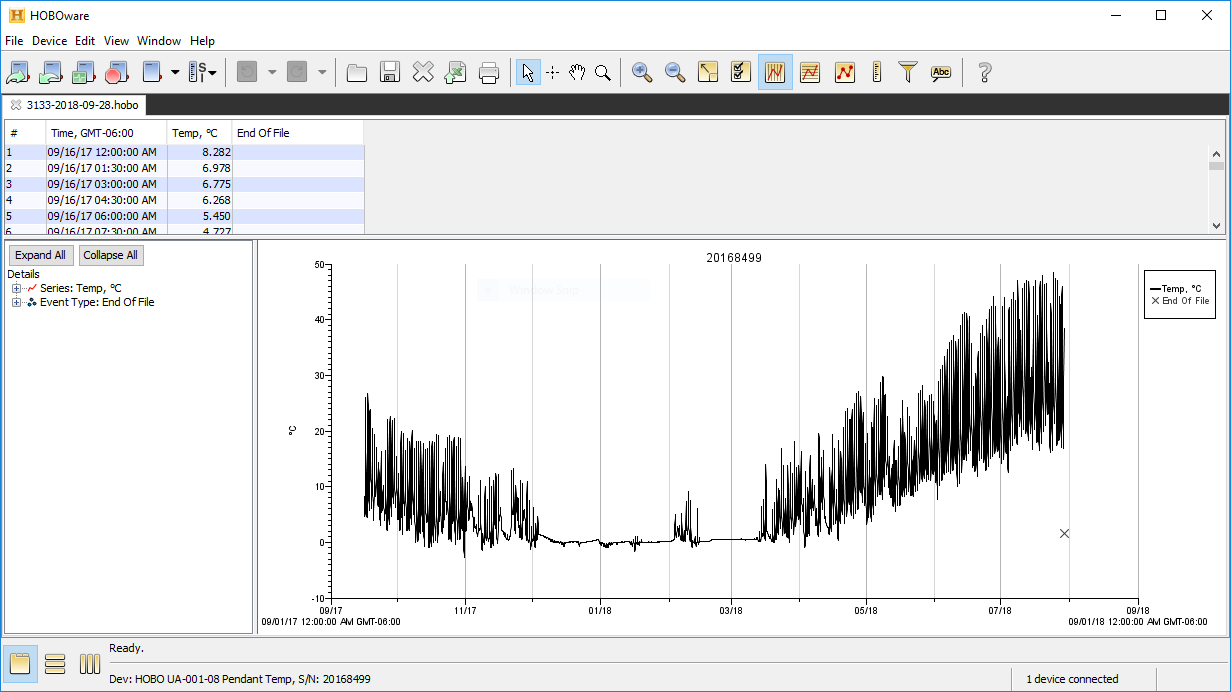 HOBOware
File Device Edit View Window Help
3133-2018-09-28.hobo
# Time, GMT-06:00 Temp, °C End Of File
1 09/16/17 12:00:00 AM 8.282
2 09/16/17 01:30:00 AM 6.978
3 09/16/17 03:00:00 AM 6.775
4 09/16/17 04:30:00 AM 6.268
5 09/16/17 06:00:00 AM 5.450
6 09/16/17 07:30:00 AM 4.727
Expand All Collapse All
Details
Series: Temp, °C
Event Type: End Of File
20168499
Window Snip
Temp, °C
End Of File
50
40
30
°C
20
10
0
-10
09/17 11/17 01/18 03/18 05/18 07/18 09/18
09/01/17 12:00:00 AM GMT-06:00 09/01/18 12:00:00 AM GMT-06:00
Ready.
Dev: HOBO UA-001-08 Pendant Temp, S/N: 20168499 1 device connected
S
I
Abc
?
H